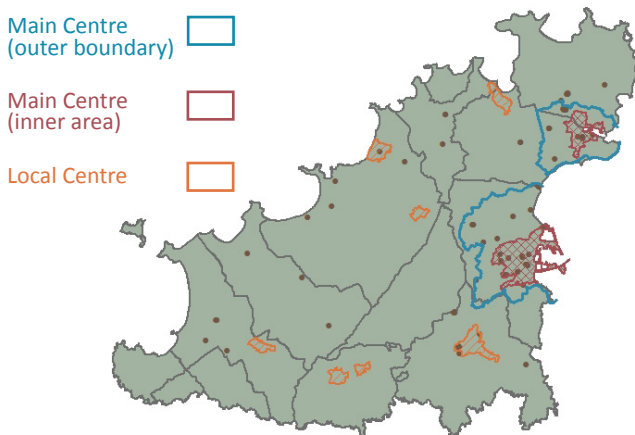 Main Centre
(outer boundary)
Main Centre
(inner area)
Local Centre